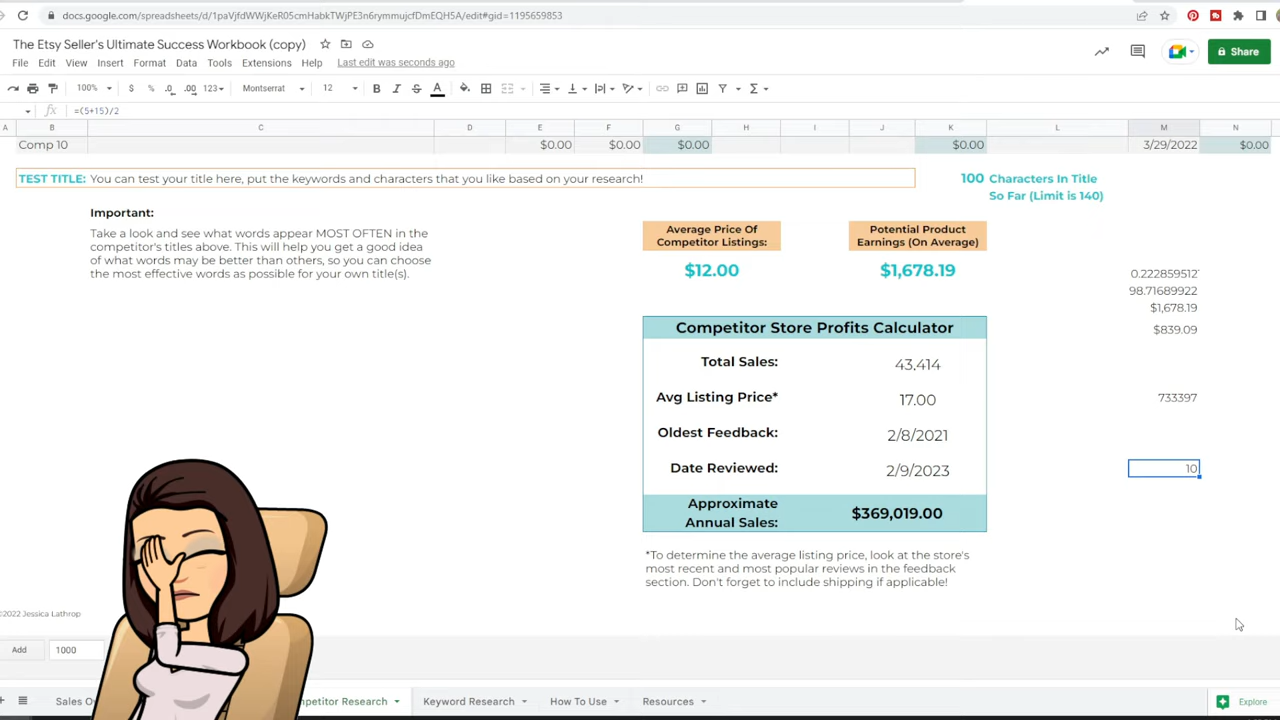 docs.google.com/spreadsheets/d/1paVjfdWWjKeR05cmHabkTWjPE3n6rymmujcfDmEQH5A/edit#gid=1195659853
The Etsy Seller's Ultimate Success Workbook (copy)
File Edit View Insert Format Data Tools Extensions Help Last edit was seconds ago
Share
100% $ % .0 .00 123 Montserrat 12 B I S A
fx =(5+15)/2
A B C D E F G H I J K L M N
Comp 10 $0.00 $0.00 $0.00 $0.00 3/29/2022 $0.00
TEST TITLE: You can test your title here, put the keywords and characters that you like based on your research!
100 Characters In Title
So Far (Limit is 140)
Important:
Take a look and see what words appear MOST OFTEN in the
competitor's titles above. This will help you get a good idea
of what words may be better than others, so you can choose
the most effective words as possible for your own title(s).
Average Price Of
Competitor Listings:
$12.00
Potential Product
Earnings (On Average)
$1,678.19
0.222859512
98.71689922
$1,678.19
$839.09
733397
10
Competitor Store Profits Calculator
Total Sales: 43,414
Avg Listing Price* 17.00
Oldest Feedback: 2/8/2021
Date Reviewed: 2/9/2023
Approximate
Annual Sales: $369,019.00
*To determine the average listing price, look at the store's
most recent and most popular reviews in the feedback
section. Don't forget to include shipping if applicable!
©2022 Jessica Lathrop
Add 1000
Sales O mpetitor Research Keyword Research How To Use Resources Explore